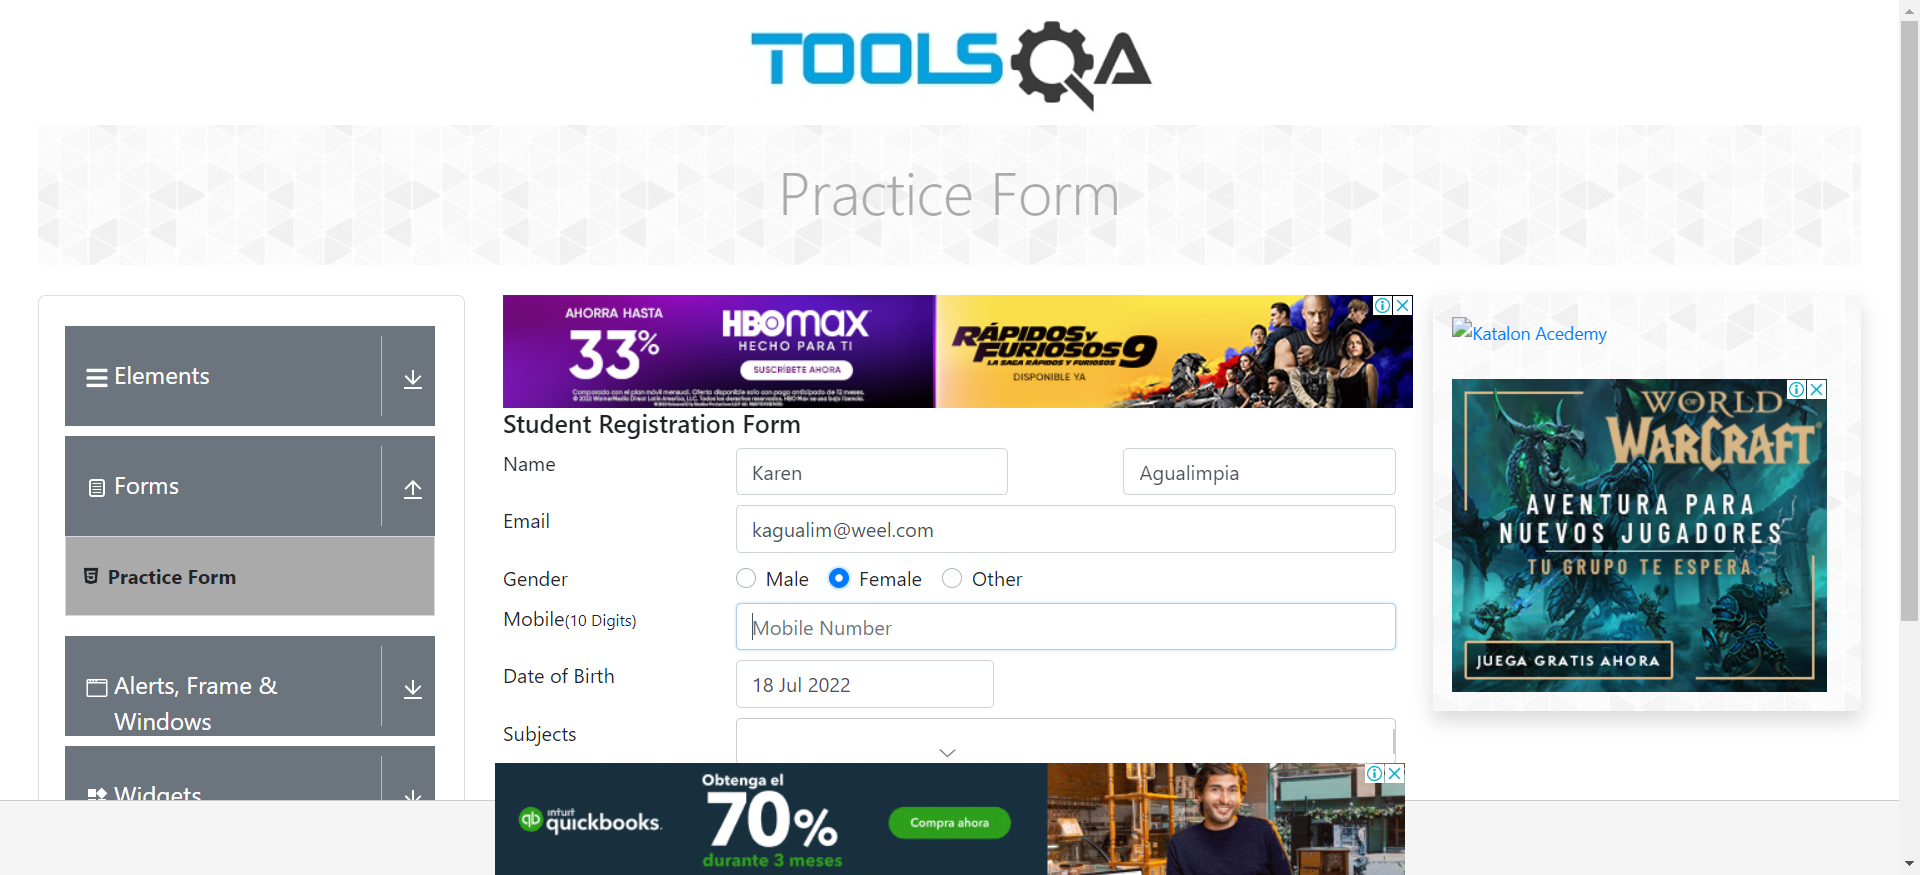 TOOLSQA
Practice Form
Elements
Forms
Practice Form
Alerts, Frame &
Windows
Widgets
AHORA HASTA
33%
HBOmax
HECHO PARA TI
SUSCRÍBETE AHORA
RÁPIDOS Y
FURIOSOS 9
LA SAGA RÁPIDOS Y FURIOSOS
DISPONIBLE YA
Student Registration Form
Name
Karen
Agualimpia
Email
kagualim@weel.com
Gender
Male
Female
Other
Mobile(10 Digits)
Mobile Number
Date of Birth
18 Jul 2022
Subjects
Katalon Acedemy
WORLD
OF
WARCRAFT
AVENTURA PARA
NUEVOS JUGADORES
TU GRUPO TE ESPERA
JUEGA GRATIS AHORA
qb
intuit
quickbooks.
Obtenga el
70%
durante 3 meses
Compra ahora